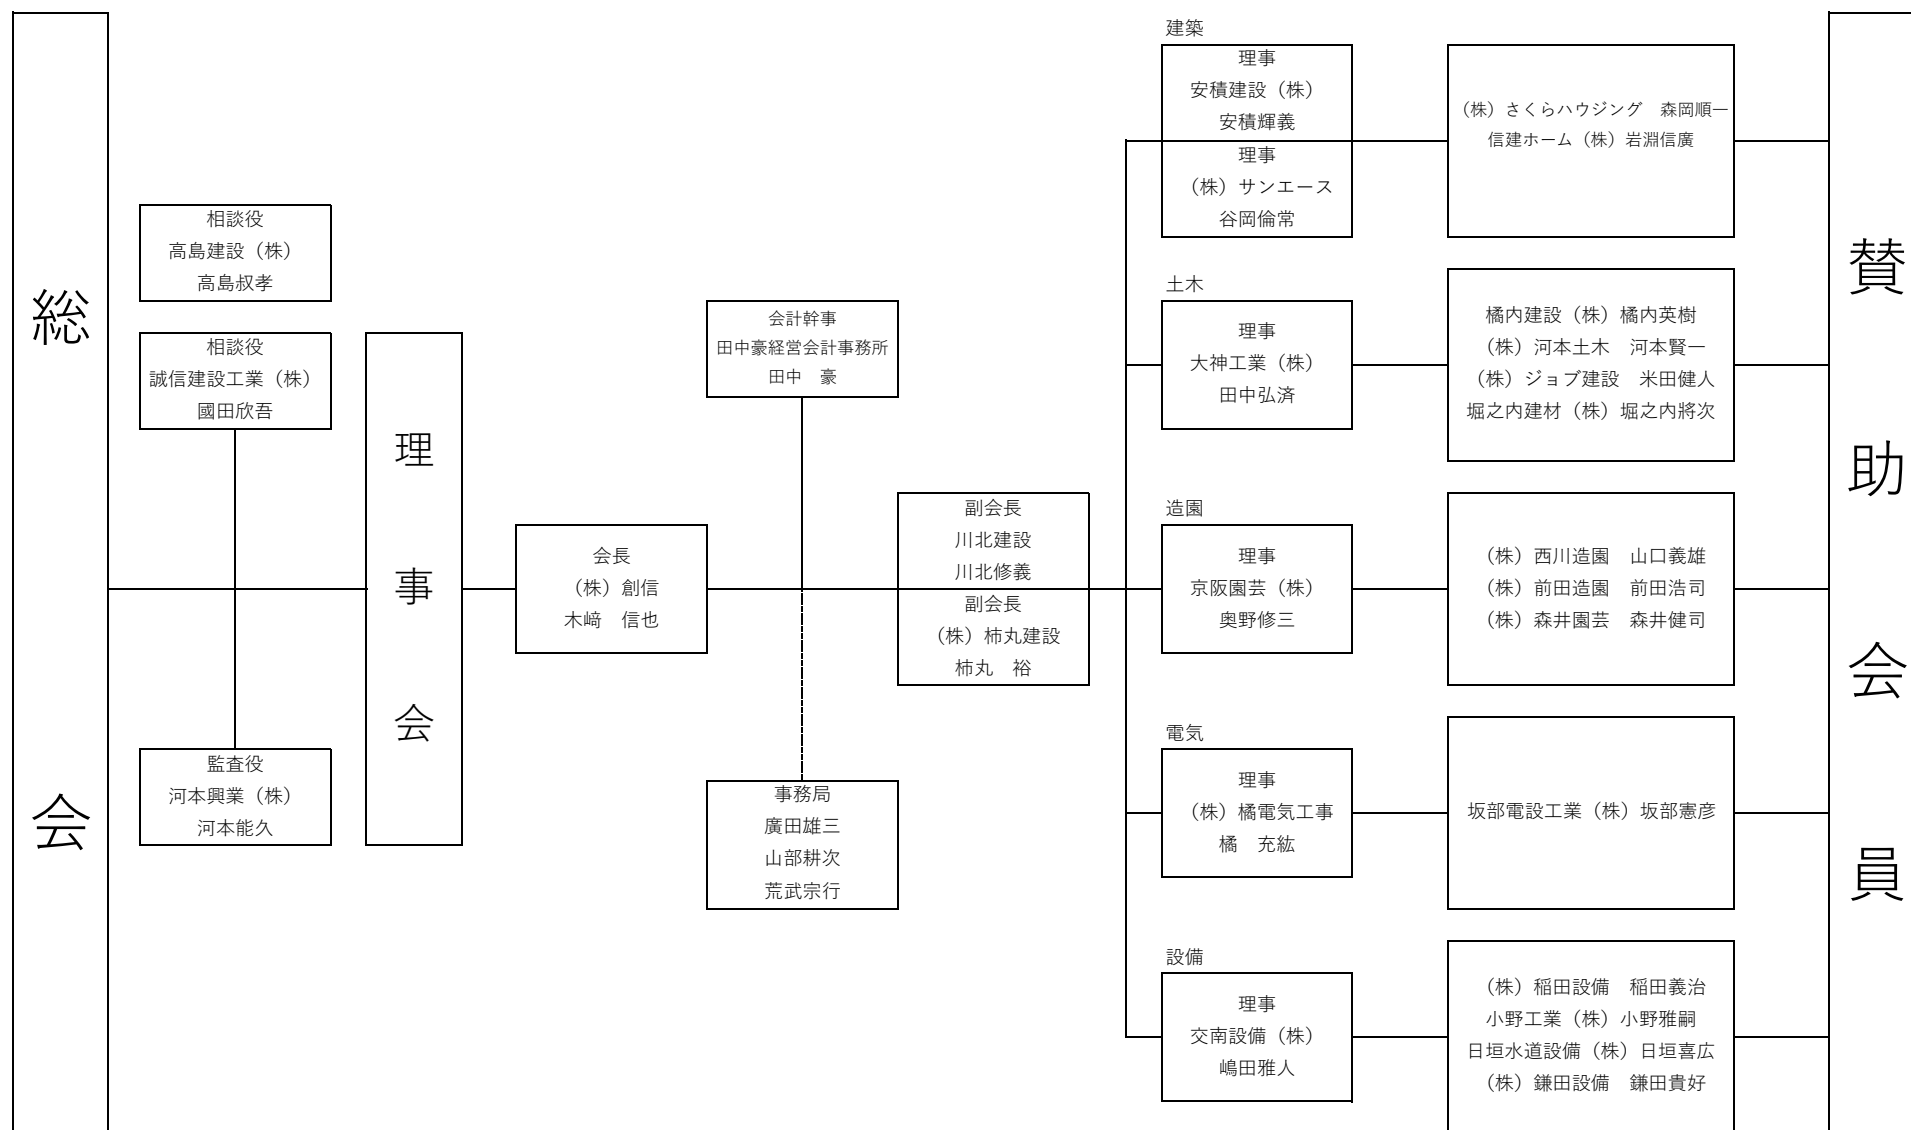 総会
相談役
高島建設（株）
高島叔孝
相談役
誠信建設工業（株）
國田欣吾
監査役
河本興業（株）
河本能久
理事会
会長
（株）創信
木﨑　信也
会計幹事
田中豪経営会計事務所
田中　豪
事務局
廣田雄三
山部耕次
荒武宗行
副会長
川北建設
川北修義
副会長
（株）柿丸建設
柿丸　裕
建築
理事
安積建設（株）
安積輝義
理事
（株）サンエース
谷岡倫常
（株）さくらハウジング　森岡順一
信建ホーム（株）岩淵信廣
土木
理事
大神工業（株）
田中弘済
橘内建設（株）橘内英樹
（株）河本土木　河本賢一
（株）ジョブ建設　米田健人
堀之内建材（株）堀之内將次
造園
理事
京阪園芸（株）
奥野修三
（株）西川造園　山口義雄
（株）前田造園　前田浩司
（株）森井園芸　森井健司
電気
理事
（株）橘電気工事
橘　充紘
坂部電設工業（株）坂部憲彦
設備
理事
交南設備（株）
嶋田雅人
（株）稲田設備　稲田義治
小野工業（株）小野雅嗣
日垣水道設備（株）日垣喜広
（株）鎌田設備　鎌田貴好
賛助会員